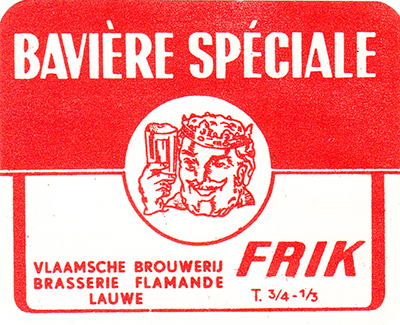 BAVIÈRE SPÉCIALE
VLAAMSCHE BROUWERIJ
BRASSERIE FLAMANDE
LAUWE
FRIK
T. 3/4 - 1/3